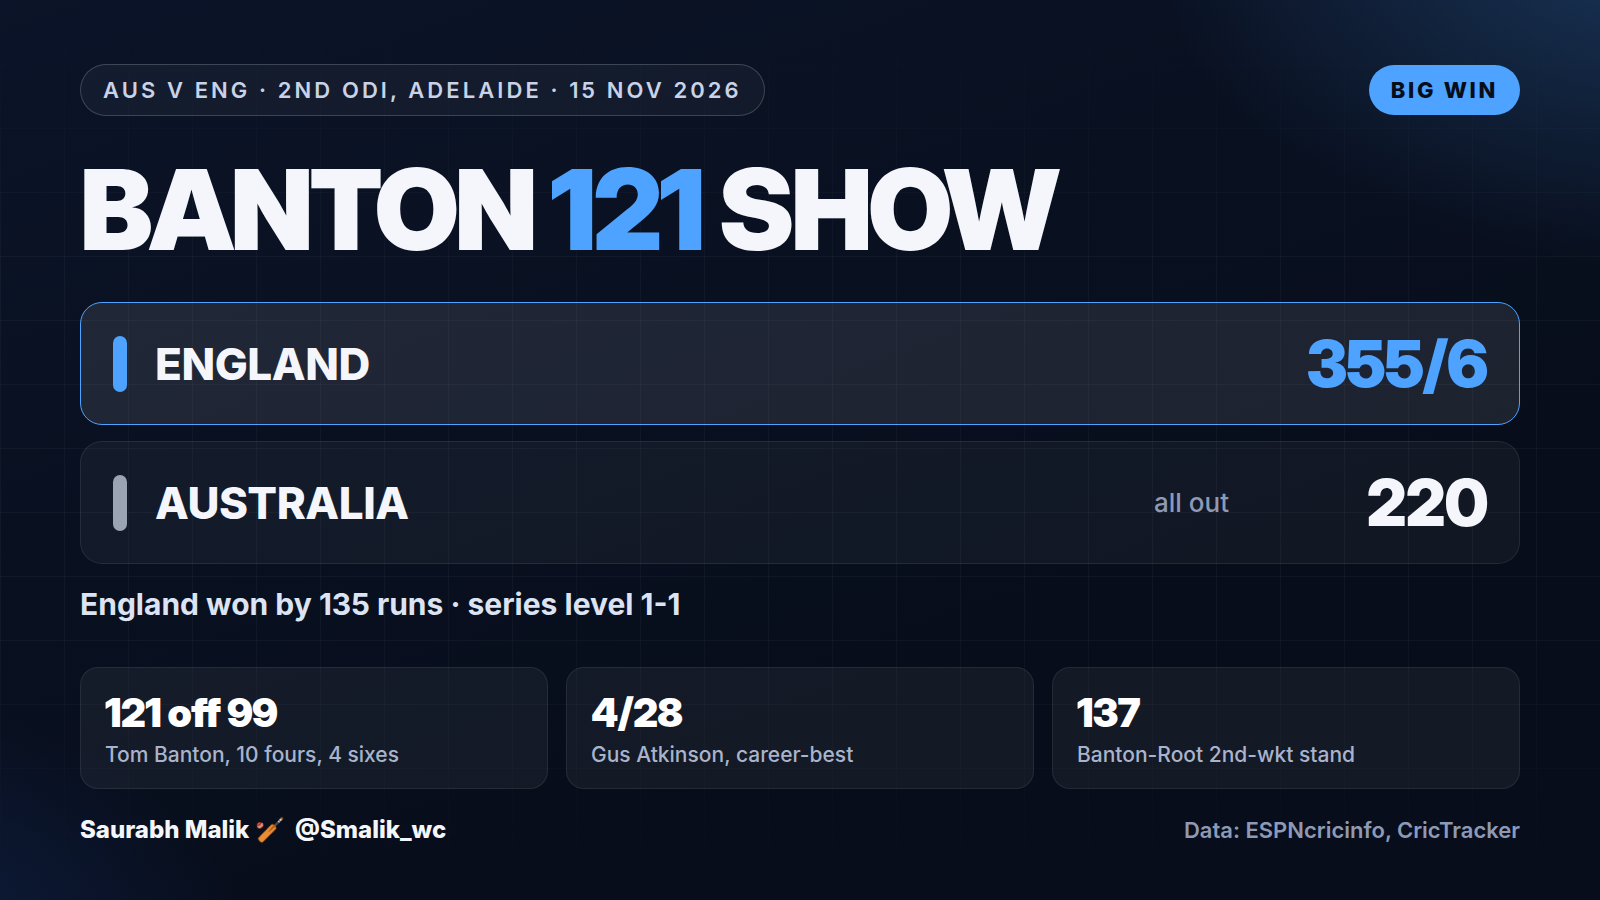 AUS V ENG · 2ND ODI, ADELAIDE · 15 NOV 2026
BIG WIN
BANTON 121 SHOW
ENGLAND 355/6
AUSTRALIA all out 220
England won by 135 runs · series level 1-1
121 off 99
Tom Banton, 10 fours, 4 sixes
4/28
Gus Atkinson, career-best
137
Banton-Root 2nd-wkt stand
Saurabh Malik 🏏 @Smalik_wc
Data: ESPNcricinfo, CricTracker